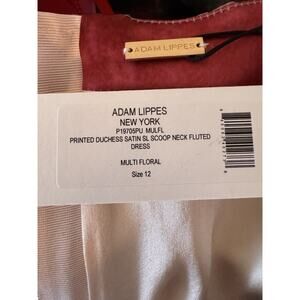 ADAM LIPPES
ADAM LIPPES
NEW YORK
P19705PU MULFL
PRINTED DUCHESS SATIN SL SCOOP NECK FLUTED
DRESS
MULTI FLORAL
Size 12